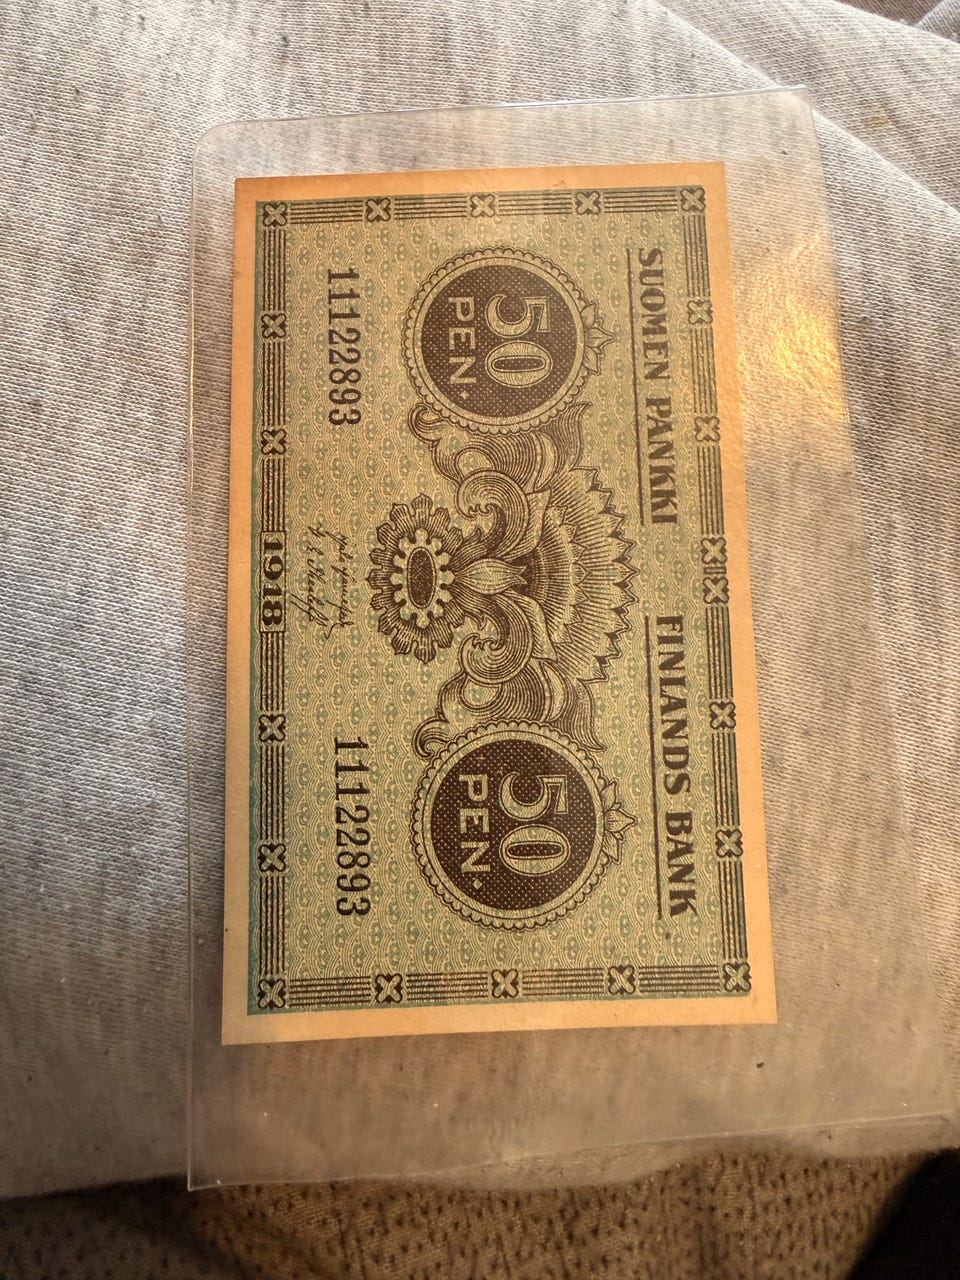 SUOMEN PANKKI FINLANDS BANK
50 50
PEN. PEN.
11122893 11122893
1918